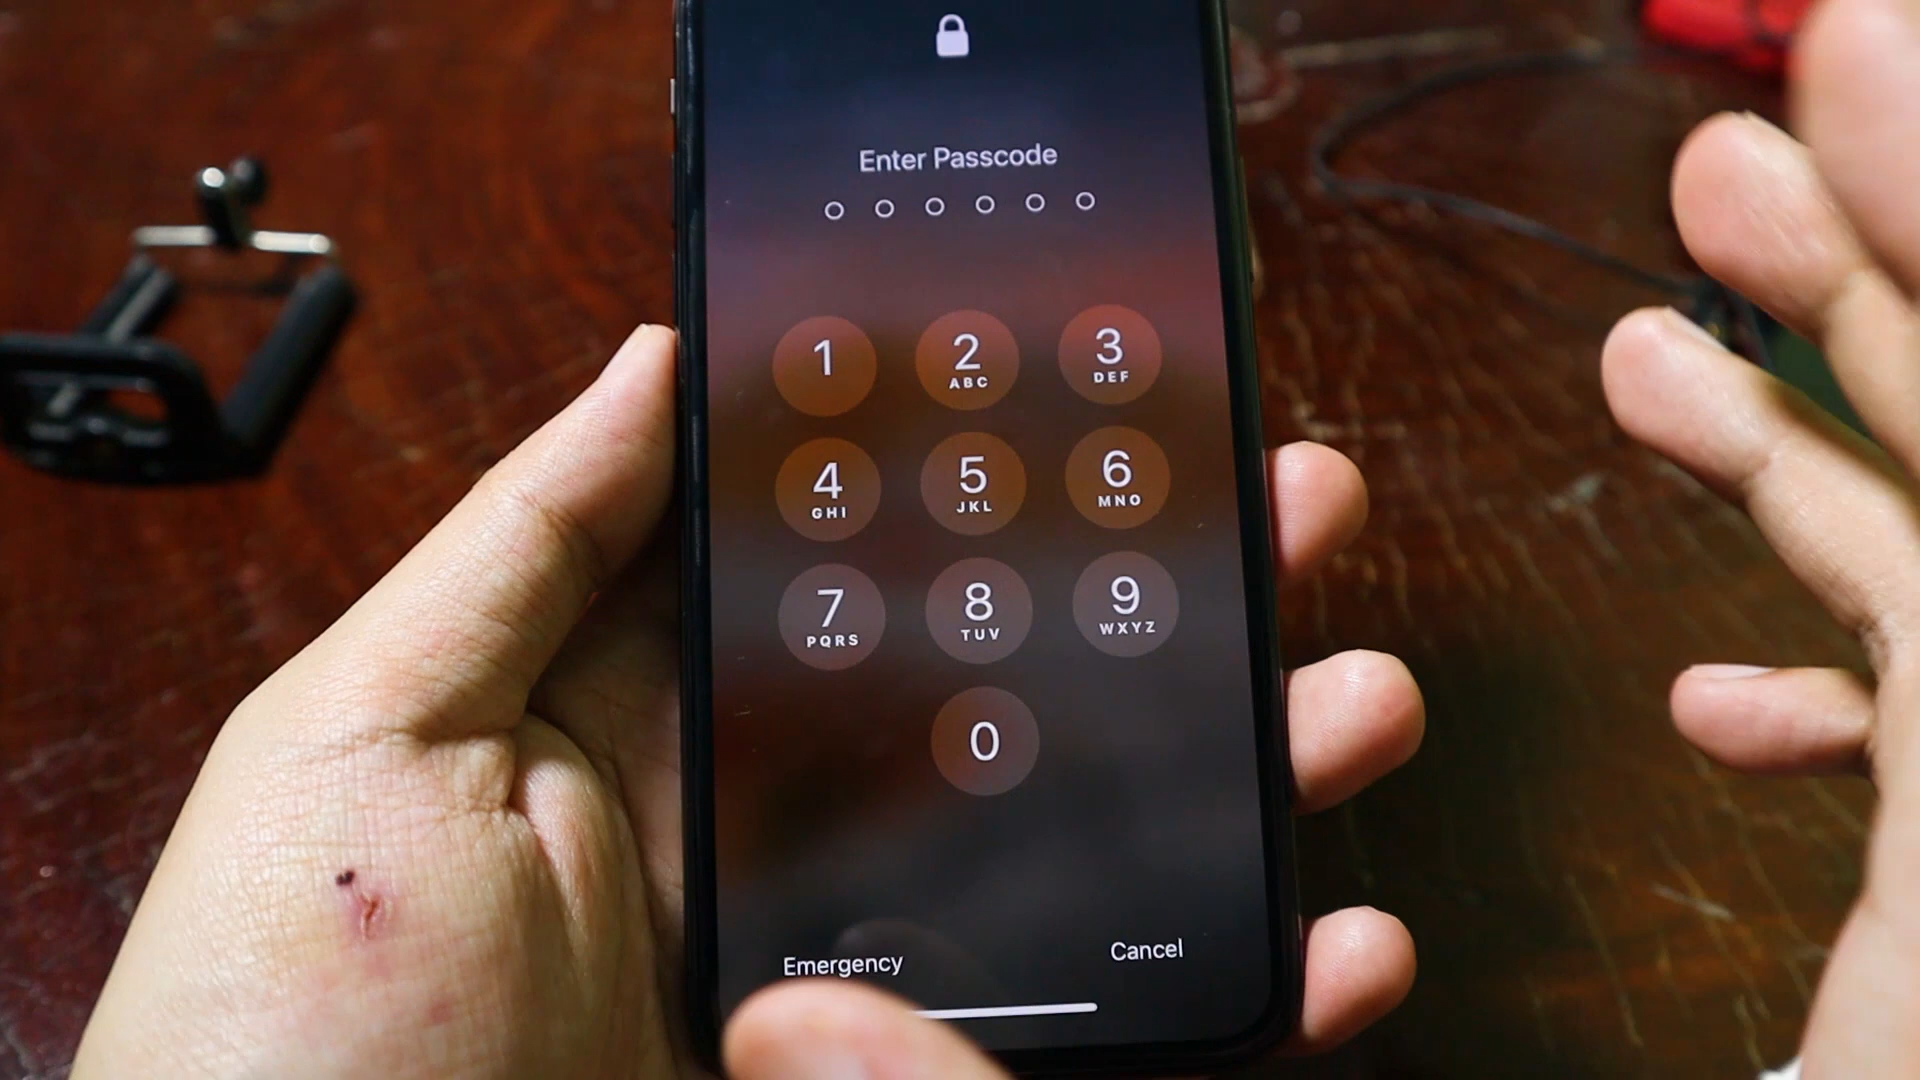 Enter Passcode
1 2 3
ABC DEF
4 5 6
GHI JKL MNO
7 8 9
PQRS TUV WXYZ
0
Emergency Cancel